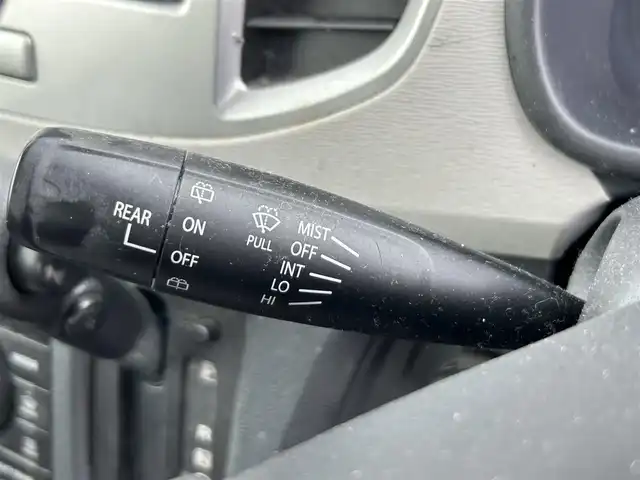 REAR
ON
OFF
PULL
MIST
OFF
INT
LO
HI